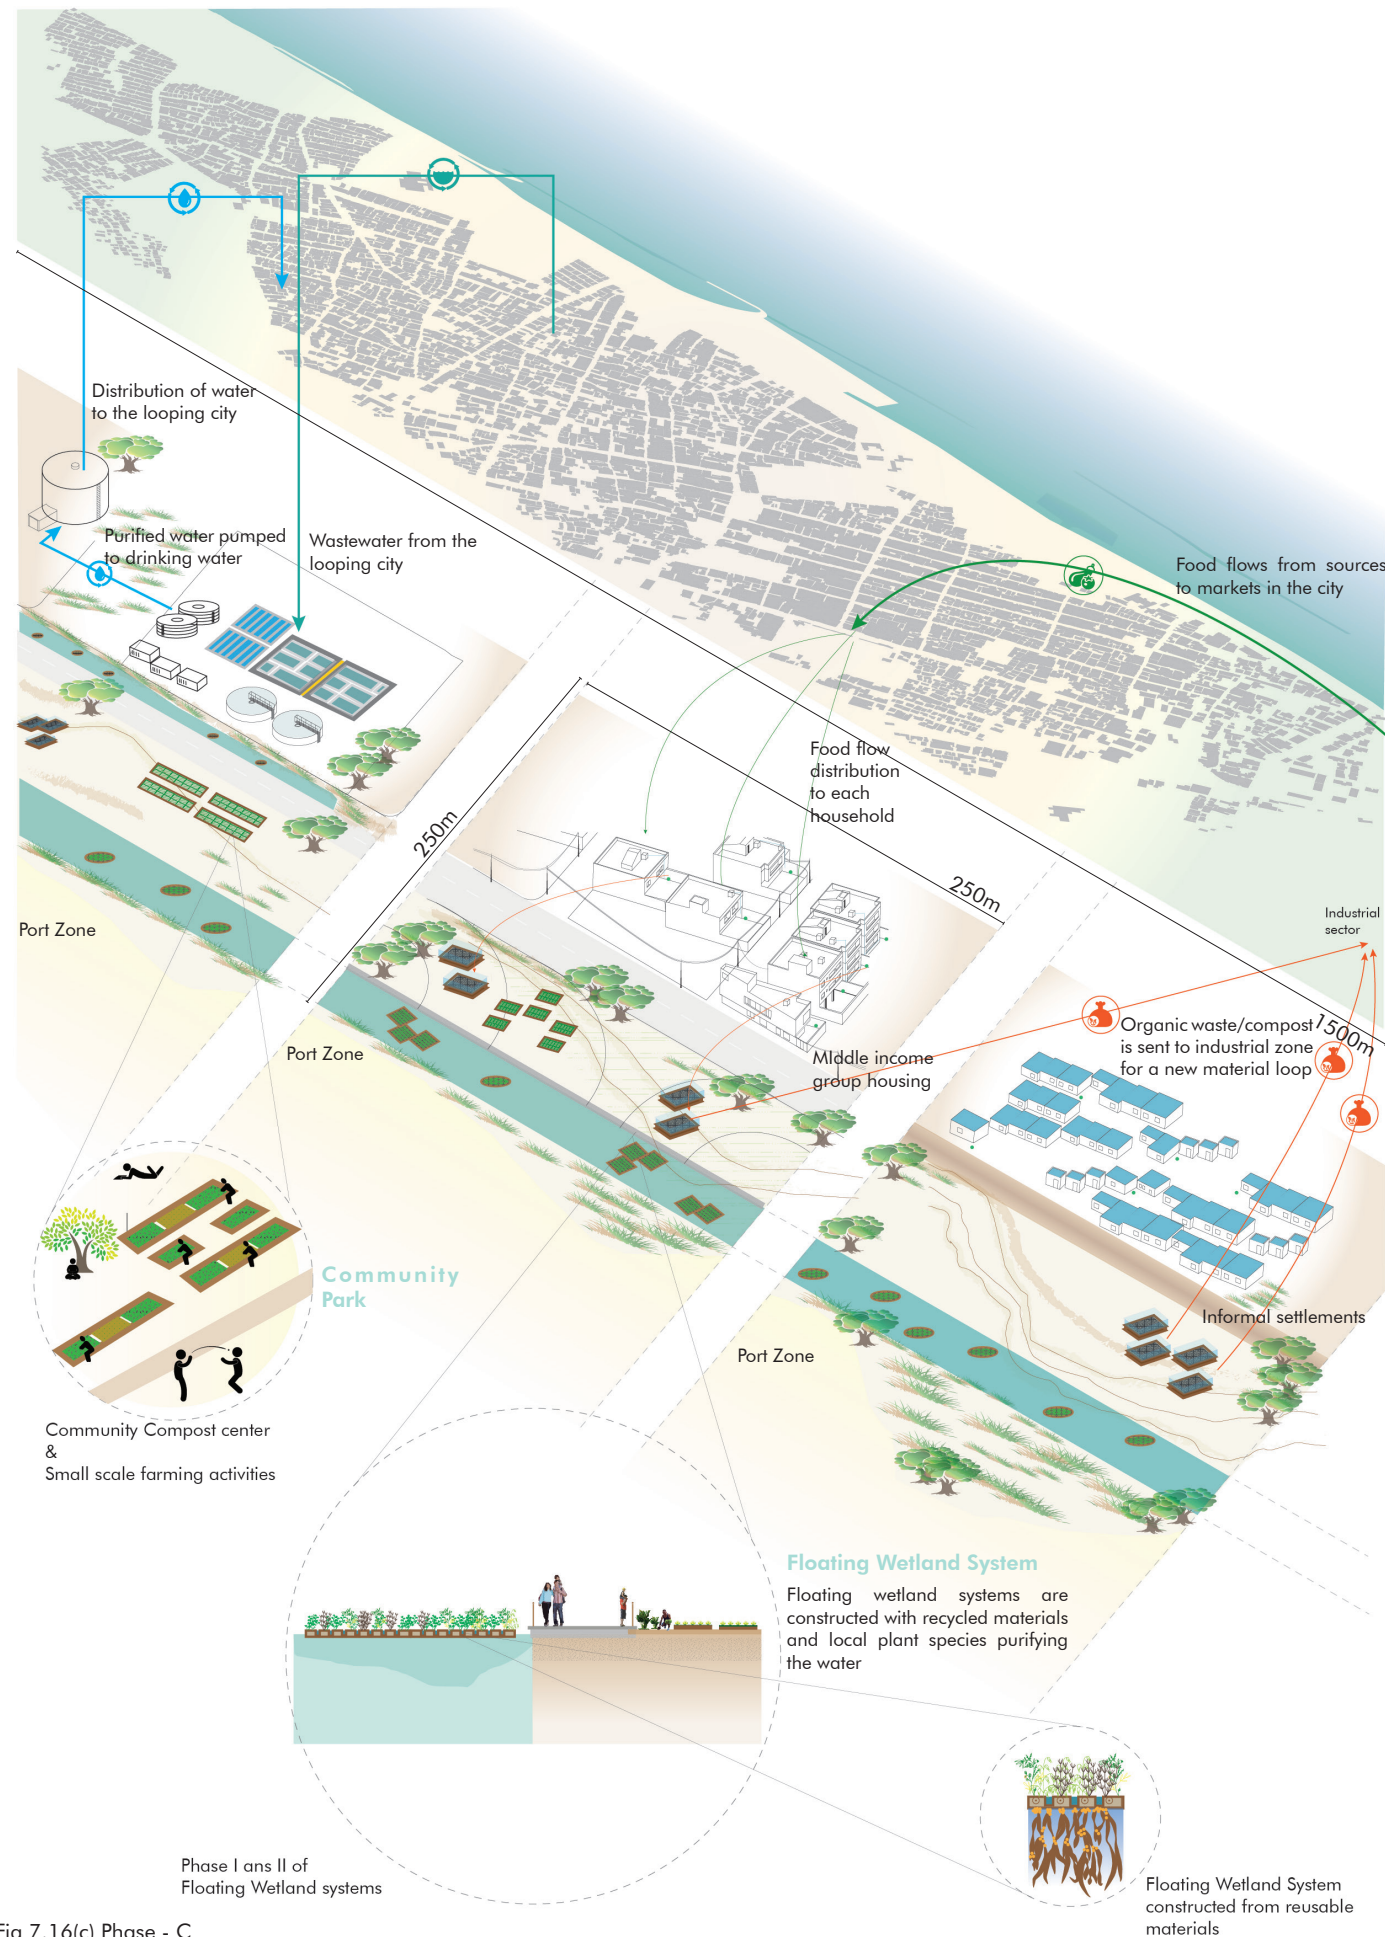 Distribution of water
to the looping city
Purified water pumped
to drinking water
Wastewater from the
looping city
Food flows from sources
to markets in the city
Food flow
distribution
to each
household
250m
250m
1500m
Industrial
sector
Port Zone
Port Zone
Port Zone
MIddle income
group housing
Organic waste/compost
is sent to industrial zone
for a new material loop
Informal settlements
Community
Park
Community Compost center
&
Small scale farming activities
Floating Wetland System
Floating wetland systems are
constructed with recycled materials
and local plant species purifying
the water
Phase I ans II of
Floating Wetland systems
Floating Wetland System
constructed from reusable
materials
Fig 7.16(c) Phase - C